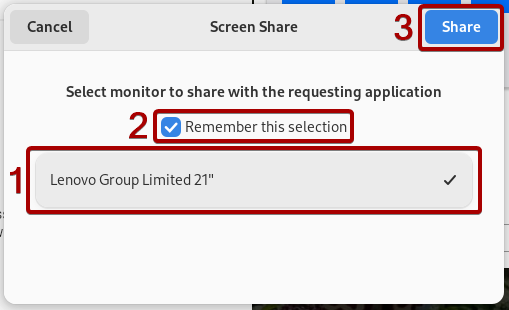 Cancel
Screen Share
3
Share
Select monitor to share with the requesting application
2
Remember this selection
1
Lenovo Group Limited 21"